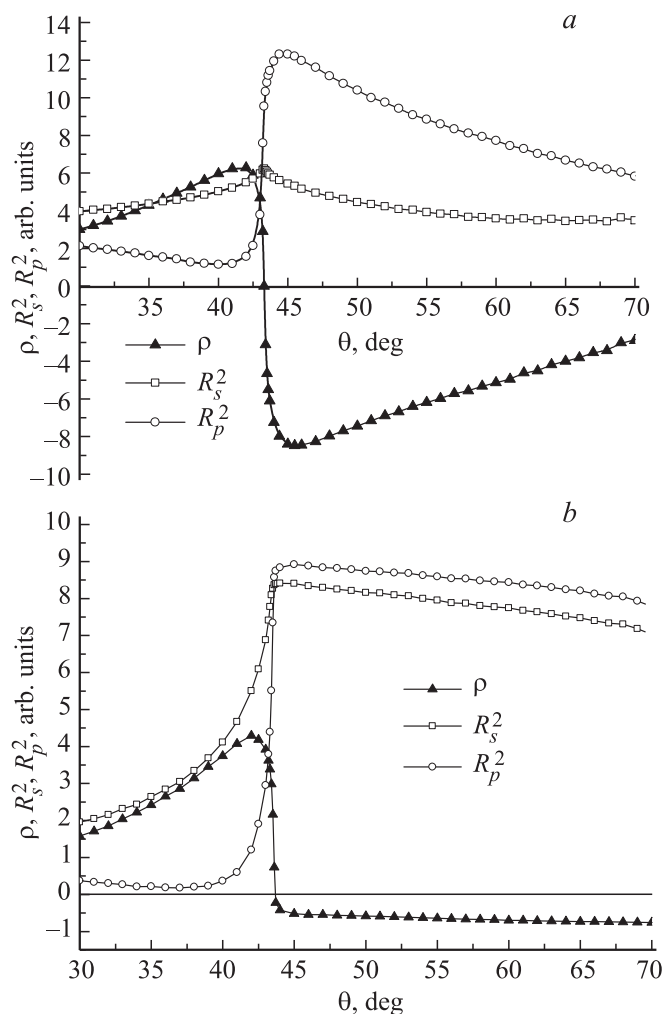 a
14
12
10
8
6
4
2
0
−2
−4
−6
−8
−10
35 40 45 50 55 60 65 70
θ, deg
ρ, R_s^2, R_p^2, arb. units
ρ
R_s^2
R_p^2
b
10
9
8
7
6
5
4
3
2
1
0
−1
30 35 40 45 50 55 60 65 70
θ, deg
ρ, R_s^2, R_p^2, arb. units
ρ
R_s^2
R_p^2